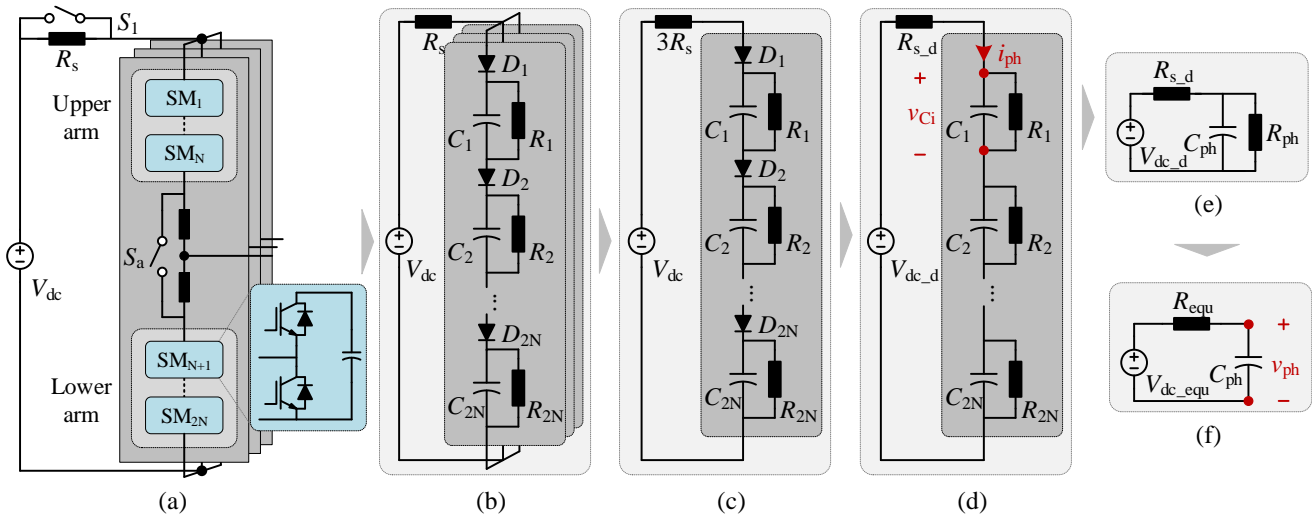 S1
Rs
Upper arm
SM1
SMN
Sa
Vdc
Lower arm
SMN+1
SM2N
(a)
Rs
D1
C1
R1
D2
C2
R2
Vdc
...
D2N
C2N
R2N
(b)
3Rs
D1
C1
R1
D2
C2
R2
Vdc
...
D2N
C2N
R2N
(c)
Rs_d
iph
+
vCi
−
C1
R1
C2
R2
Vdc_d
...
C2N
R2N
(d)
Rs_d
Cph
Rph
Vdc_d
(e)
Requ
+
Cph
vph
Vdc_equ
−
(f)